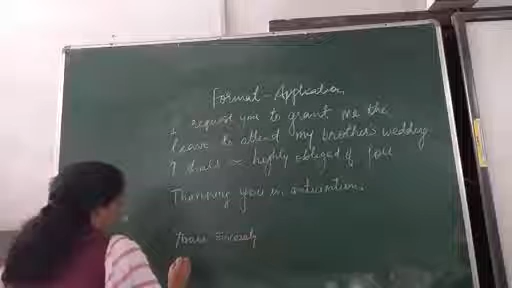 Format - Application
I request you to grant me the
leave to attend my brother's wedding
I shall be highly obliged of you
Thanking you in anticipation.
Yours sincerely